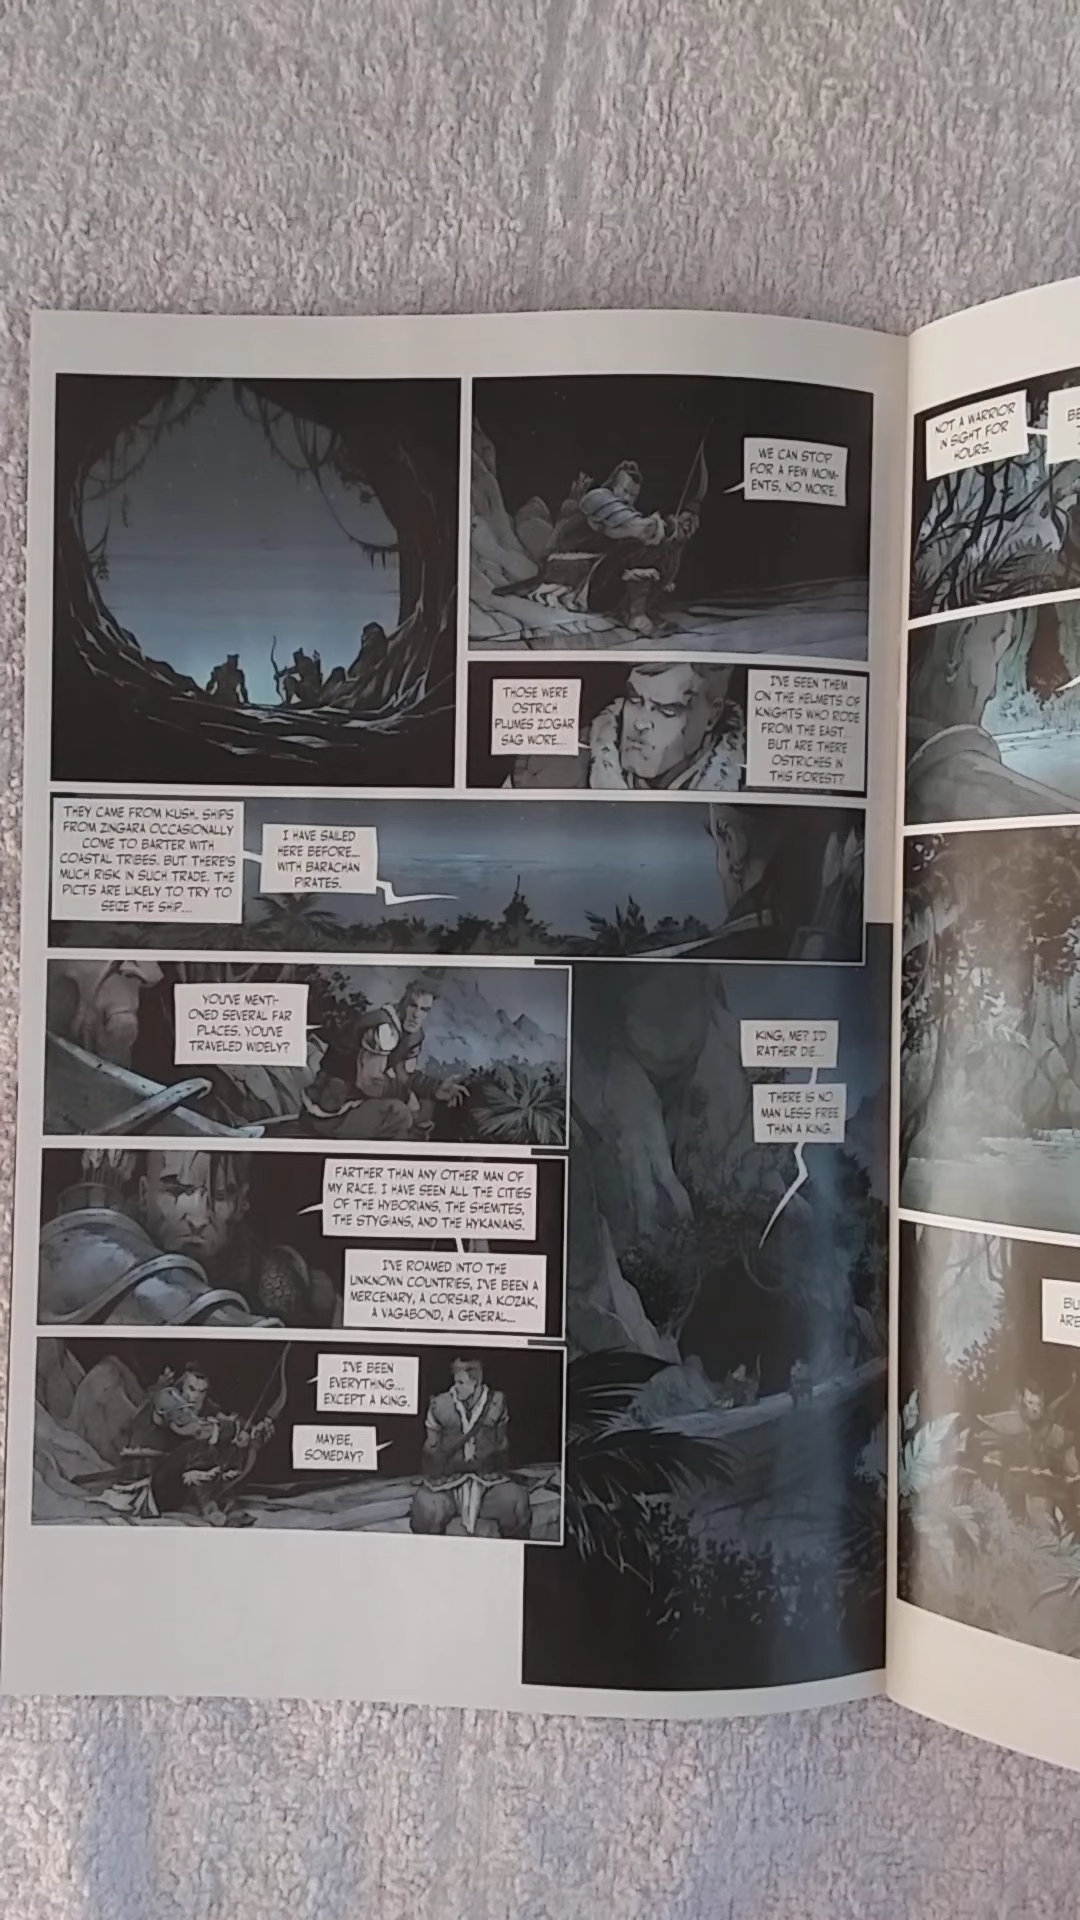 WE CAN STOP
FOR A FEW MOM-
ENTS, NO MORE.
THOSE WERE
OSTRICH
PLUMES ZOGAR
SAG WORE...
I'VE SEEN THEM
ON THE HELMETS OF
KNIGHTS WHO RODE
FROM THE EAST...
BUT ARE THERE
OSTRICHES IN
THIS FOREST?
THEY CAME FROM KUSH. SHIPS
FROM ZINGARA OCCASIONALLY
COME TO BARTER WITH
COASTAL TRIBES. BUT THERE'S
MUCH RISK IN SUCH TRADE. THE
PICTS ARE LIKELY TO TRY TO
SEIZE THE SHIP...
I HAVE SAILED
HERE BEFORE...
WITH BARACHAN
PIRATES.
YOU'VE MENTI-
ONED SEVERAL FAR
PLACES. YOU'VE
TRAVELED WIDELY?
FARTHER THAN ANY OTHER MAN OF
MY RACE. I HAVE SEEN ALL THE CITIES
OF THE HYBORIANS, THE SHEMITES,
THE STYGIANS, AND THE HYKANIANS.
I'VE ROAMED INTO THE
UNKNOWN COUNTRIES, I'VE BEEN A
MERCENARY, A CORSAIR, A KOZAK,
A VAGABOND, A GENERAL...
I'VE BEEN
EVERYTHING...
EXCEPT A KING.
MAYBE,
SOMEDAY?
KING, ME? I'D
RATHER DIE...
THERE IS NO
MAN LESS FREE
THAN A KING.
NOT A WARRIOR
IN SIGHT FOR
HOURS.
BE
BU
ARE